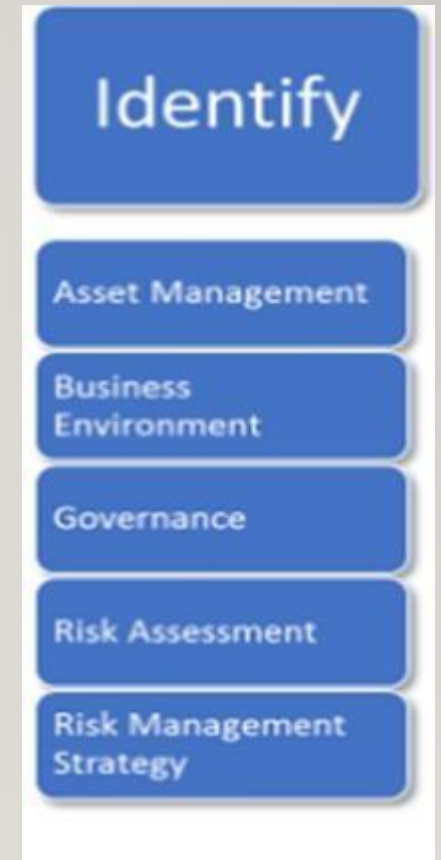 Identify
Asset Management
Business
Environment
Governance
Risk Assessment
Risk Management
Strategy